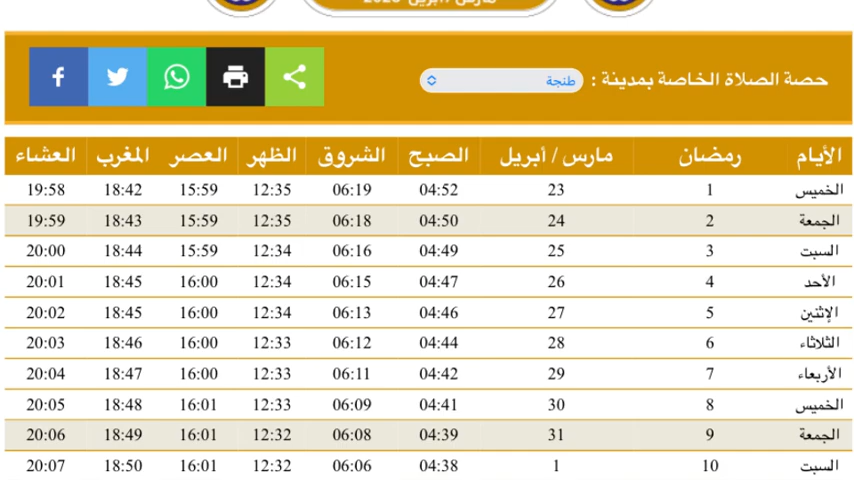 مارس /أبريل 2023
حصة الصلاة الخاصة بمدينة : طنجة
الأيام رمضان مارس / أبريل الصبح الشروق الظهر العصر المغرب العشاء
الخميس 1 23 04:52 06:19 12:35 15:59 18:42 19:58
الجمعة 2 24 04:50 06:18 12:35 15:59 18:43 19:59
السبت 3 25 04:49 06:16 12:34 15:59 18:44 20:00
الأحد 4 26 04:47 06:15 12:34 16:00 18:45 20:01
الإثنين 5 27 04:46 06:13 12:34 16:00 18:45 20:02
الثلاثاء 6 28 04:44 06:12 12:33 16:00 18:46 20:03
الأربعاء 7 29 04:42 06:11 12:33 16:00 18:47 20:04
الخميس 8 30 04:41 06:09 12:33 16:01 18:48 20:05
الجمعة 9 31 04:39 06:08 12:32 16:01 18:49 20:06
السبت 10 1 04:38 06:06 12:32 16:01 18:50 20:07